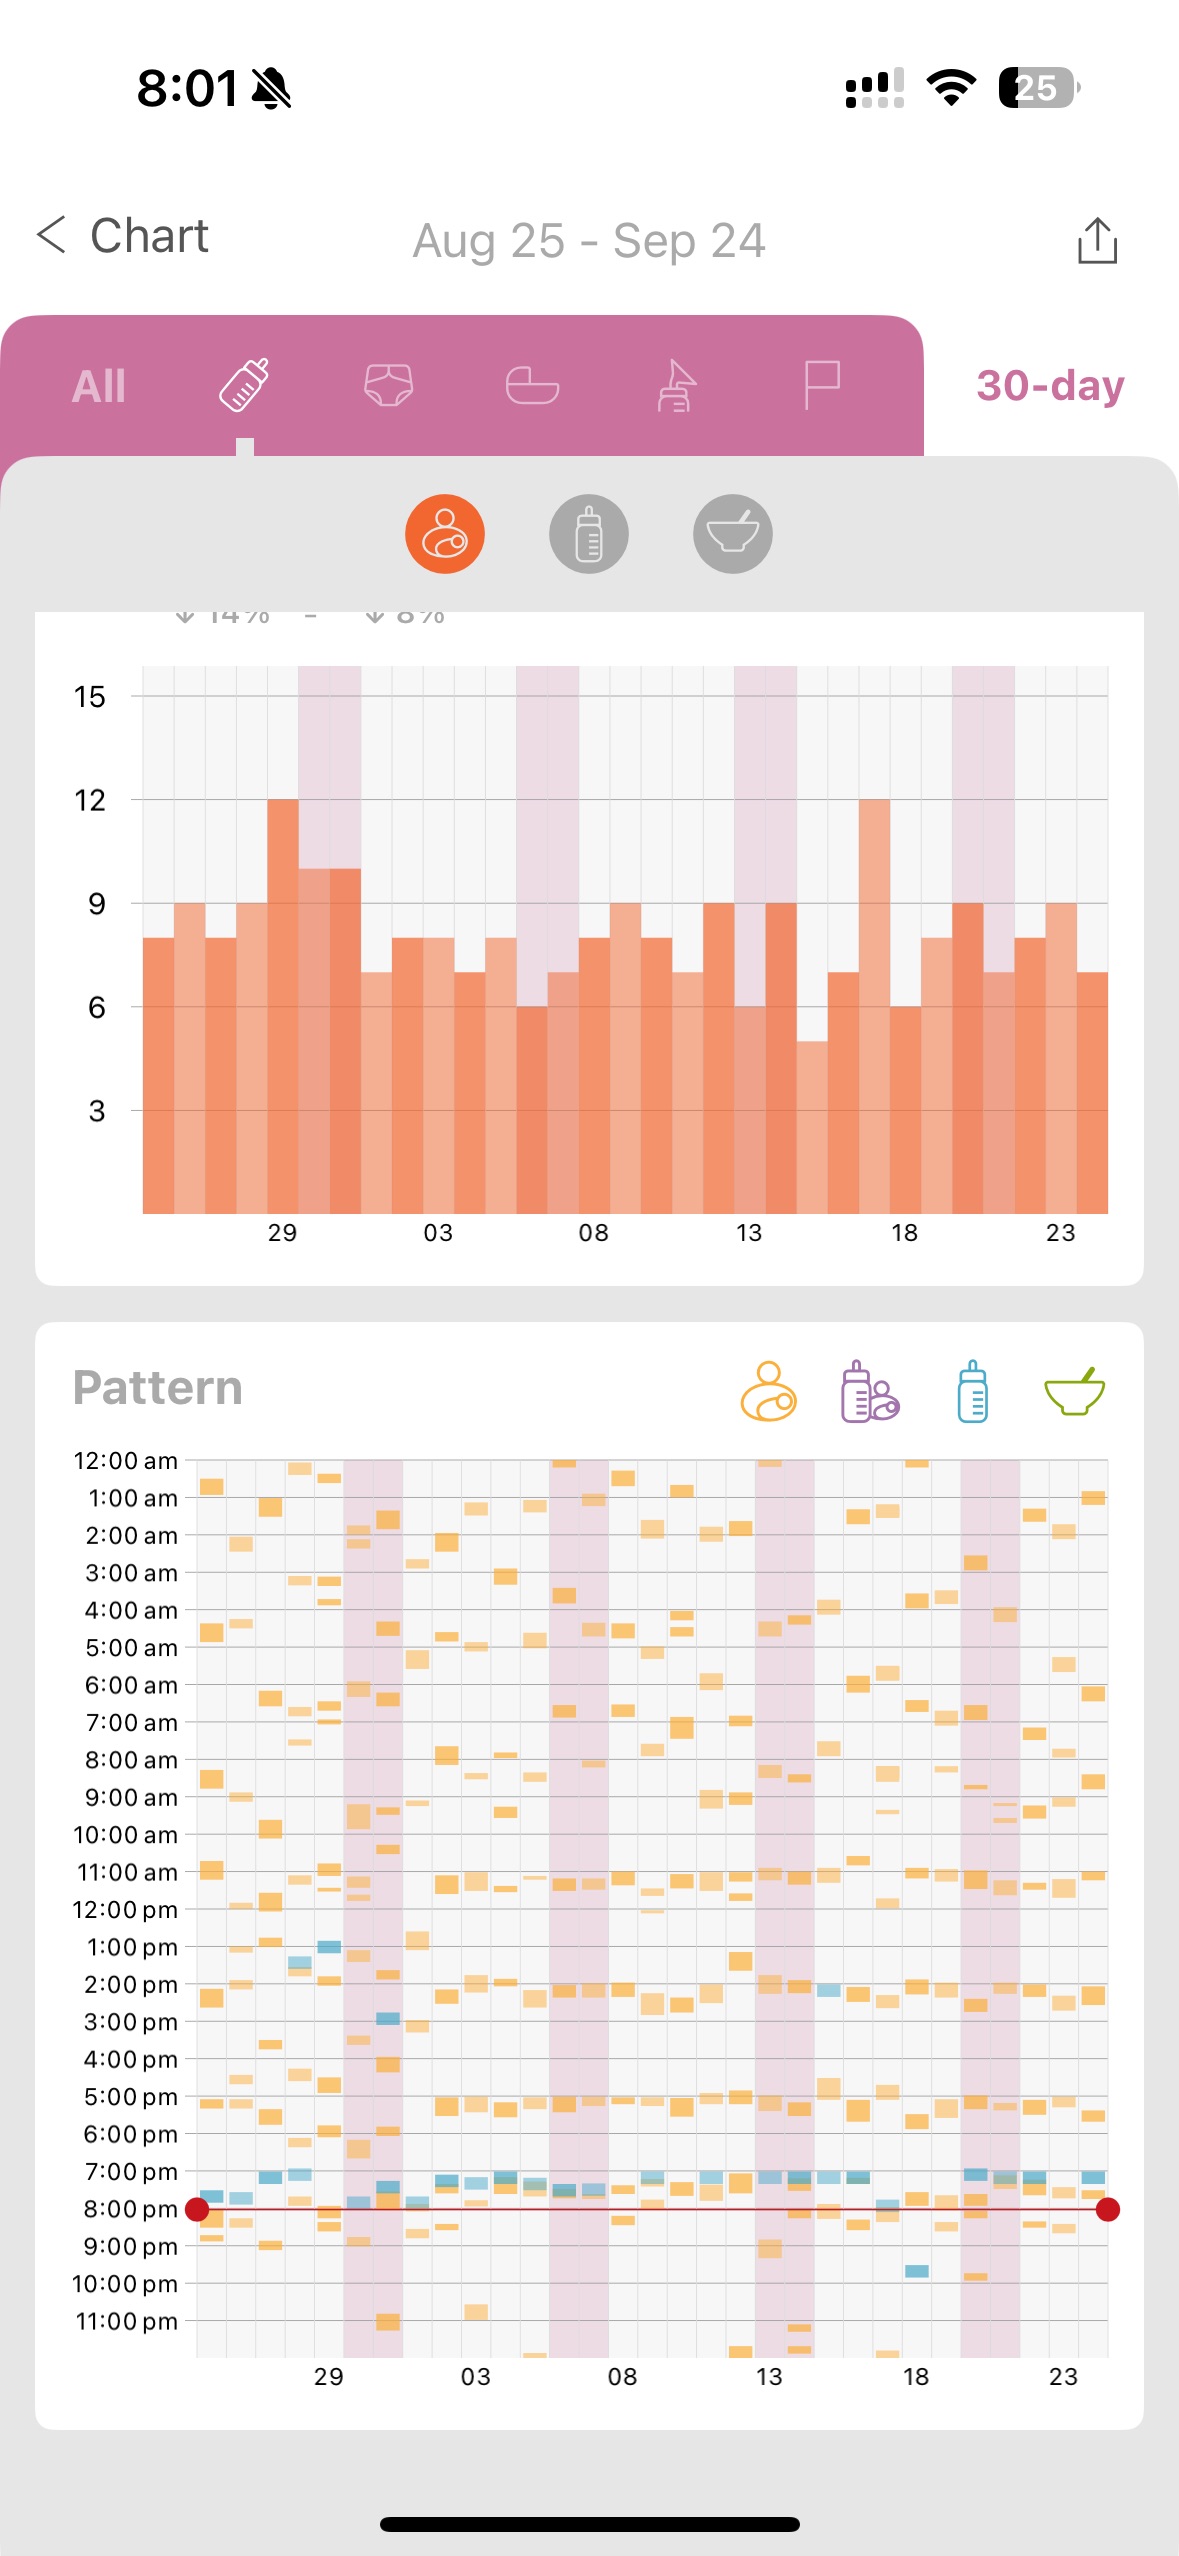 8:01
25
Chart
Aug 25 - Sep 24
All
30-day
14% - 8%
15
12
9
6
3
29 03 08 13 18 23
Pattern
12:00 am
1:00 am
2:00 am
3:00 am
4:00 am
5:00 am
6:00 am
7:00 am
8:00 am
9:00 am
10:00 am
11:00 am
12:00 pm
1:00 pm
2:00 pm
3:00 pm
4:00 pm
5:00 pm
6:00 pm
7:00 pm
8:00 pm
9:00 pm
10:00 pm
11:00 pm
29 03 08 13 18 23